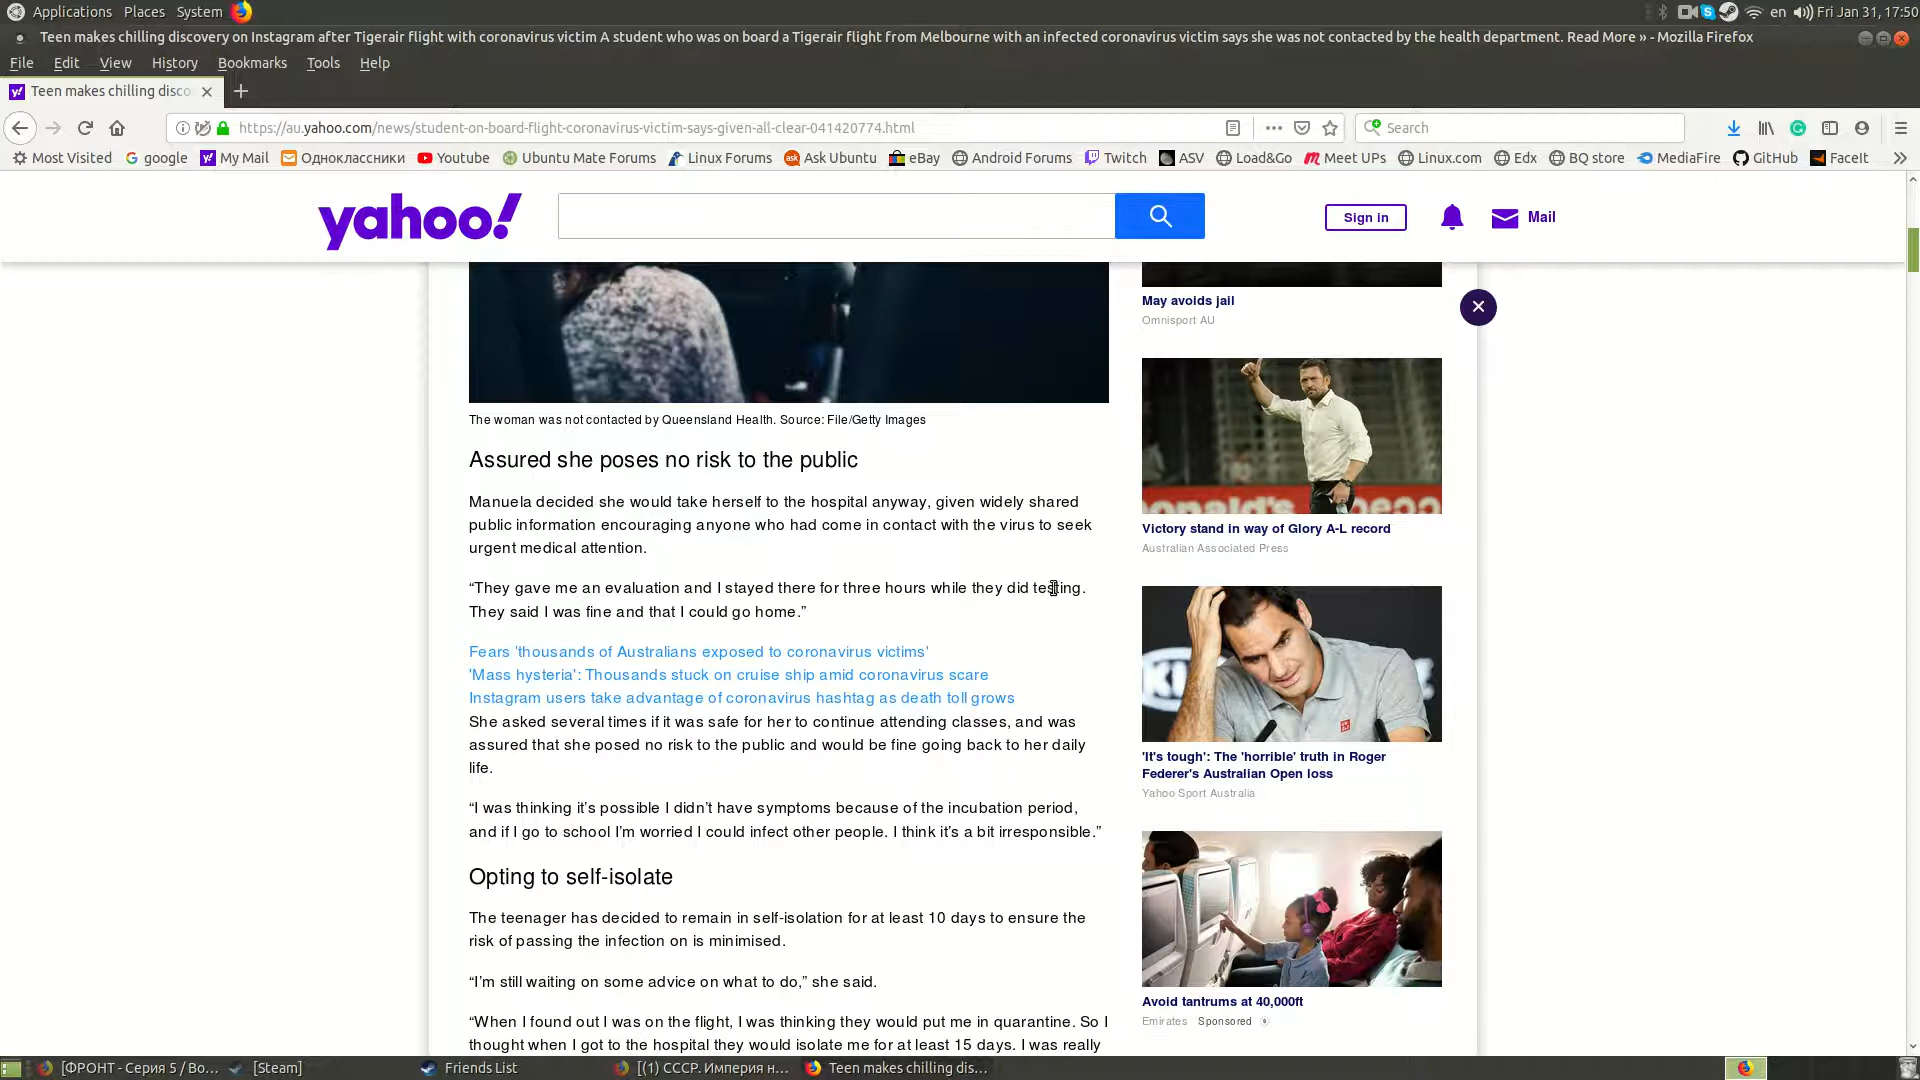 Applications Places System
en Fri Jan 31, 17:50
Teen makes chilling discovery on Instagram after Tigerair flight with coronavirus victim A student who was on board a Tigerair flight from Melbourne with an infected coronavirus victim says she was not contacted by the health department. Read More » - Mozilla Firefox
File Edit View History Bookmarks Tools Help
y! Teen makes chilling disco
https://au.yahoo.com/news/student-on-board-flight-coronavirus-victim-says-given-all-clear-041420774.html
Search
Most Visited google My Mail Одноклассники Youtube Ubuntu Mate Forums Linux Forums Ask Ubuntu eBay Android Forums Twitch ASV Load&Go Meet UPs Linux.com Edx BQ store MediaFire GitHub FaceIt
yahoo!
Sign in
Mail
The woman was not contacted by Queensland Health. Source: File/Getty Images
Assured she poses no risk to the public
Manuela decided she would take herself to the hospital anyway, given widely shared
public information encouraging anyone who had come in contact with the virus to seek
urgent medical attention.
“They gave me an evaluation and I stayed there for three hours while they did testing.
They said I was fine and that I could go home.”
Fears 'thousands of Australians exposed to coronavirus victims'
'Mass hysteria': Thousands stuck on cruise ship amid coronavirus scare
Instagram users take advantage of coronavirus hashtag as death toll grows
She asked several times if it was safe for her to continue attending classes, and was
assured that she posed no risk to the public and would be fine going back to her daily
life.
“I was thinking it’s possible I didn’t have symptoms because of the incubation period,
and if I go to school I’m worried I could infect other people. I think it’s a bit irresponsible.”
Opting to self-isolate
The teenager has decided to remain in self-isolation for at least 10 days to ensure the
risk of passing the infection on is minimised.
“I’m still waiting on some advice on what to do,” she said.
“When I found out I was on the flight, I was thinking they would put me in quarantine. So I
thought when I got to the hospital they would isolate me for at least 15 days. I was really
May avoids jail
Omnisport AU
Victory stand in way of Glory A-L record
Australian Associated Press
'It's tough': The 'horrible' truth in Roger
Federer's Australian Open loss
Yahoo Sport Australia
Avoid tantrums at 40,000ft
Emirates Sponsored
[ФРОНТ - Серия 5 / Во...
[Steam]
Friends List
[(1) СССР. Империя н...
Teen makes chilling dis...